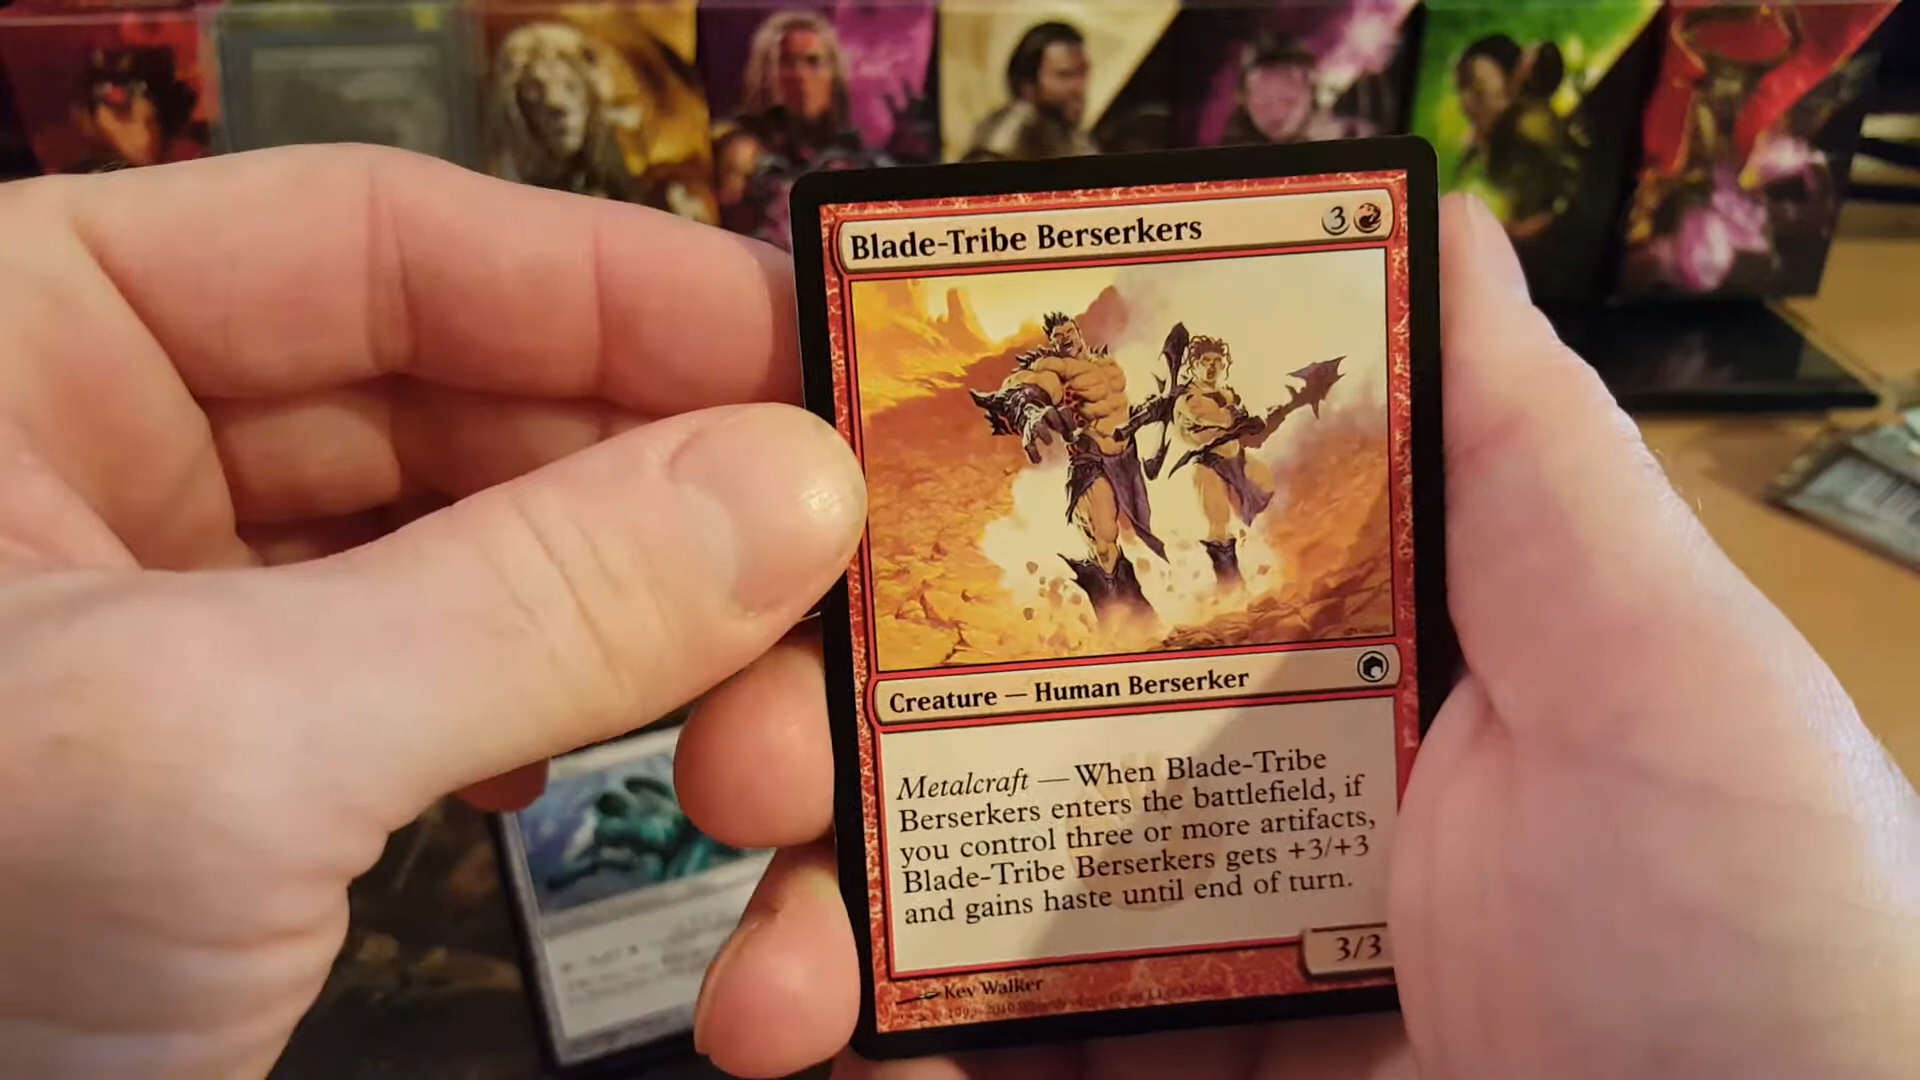 Blade-Tribe Berserkers 3
Creature — Human Berserker
Metalcraft — When Blade-Tribe
Berserkers enters the battlefield, if
you control three or more artifacts,
Blade-Tribe Berserkers gets +3/+3
and gains haste until end of turn.
3/3
Kev Walker